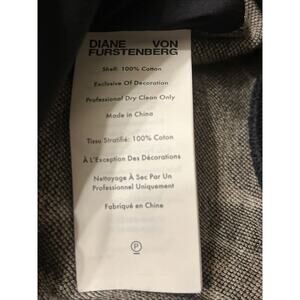 DIANE VON
FURSTENBERG
Shell: 100% Cotton
Exclusive Of Decoration
Professional Dry Clean Only
Made in China
Tissu Stratifié: 100% Coton
À L'Exception Des Décorations
Nettoyage À Sec Par Un
Professionnel Uniquement
Fabriqué en Chine
P